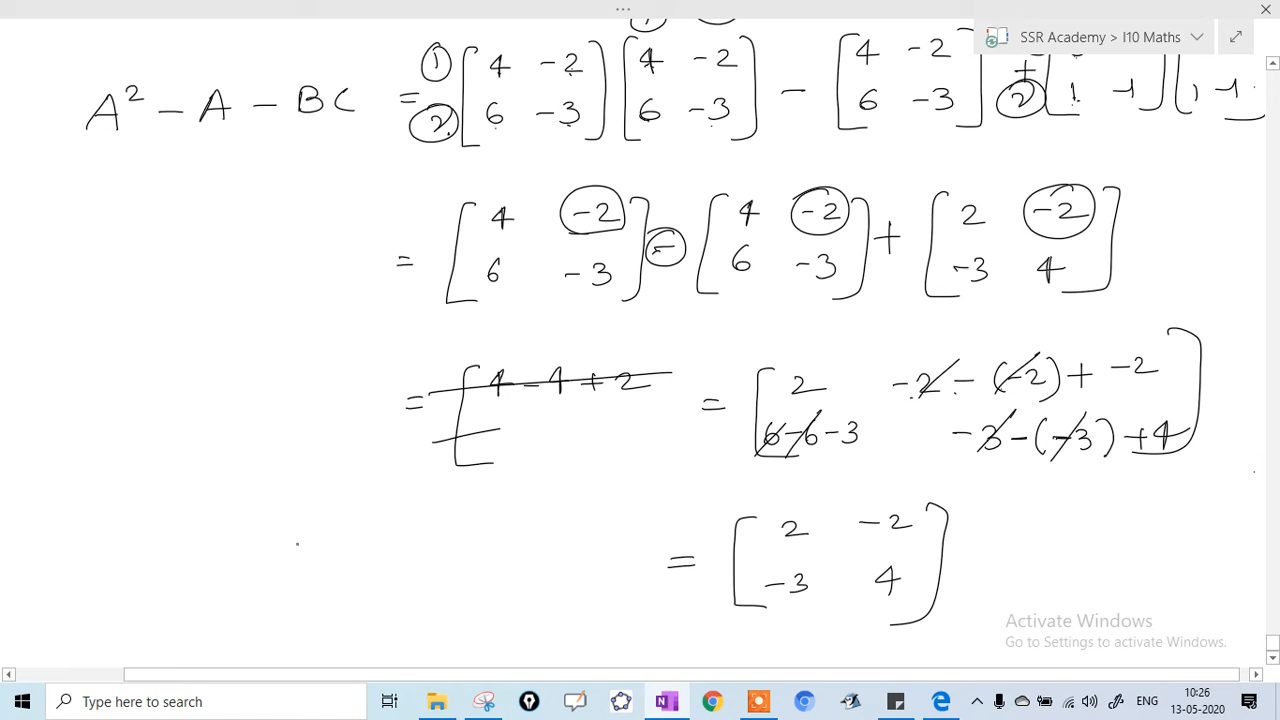 ...
SSR Academy > I10 Maths
A² - A - BC = ① ② [4 -2; 6 -3] [4 -2; 6 -3] - [4 -2; 6 -3] + ② [1 -1] [1 -1]
= [4 -2; 6 -3] - [4 -2; 6 -3] + [2 -2; -3 4]
= [4 - 4 + 2 = [2 -2 - (-2) + -2; 6 - 6 - 3 -3 - (-3) + 4]
= [2 -2; -3 4]
Activate Windows
Go to Settings to activate Windows.
Type here to search
ENG
10:26
13-05-2020